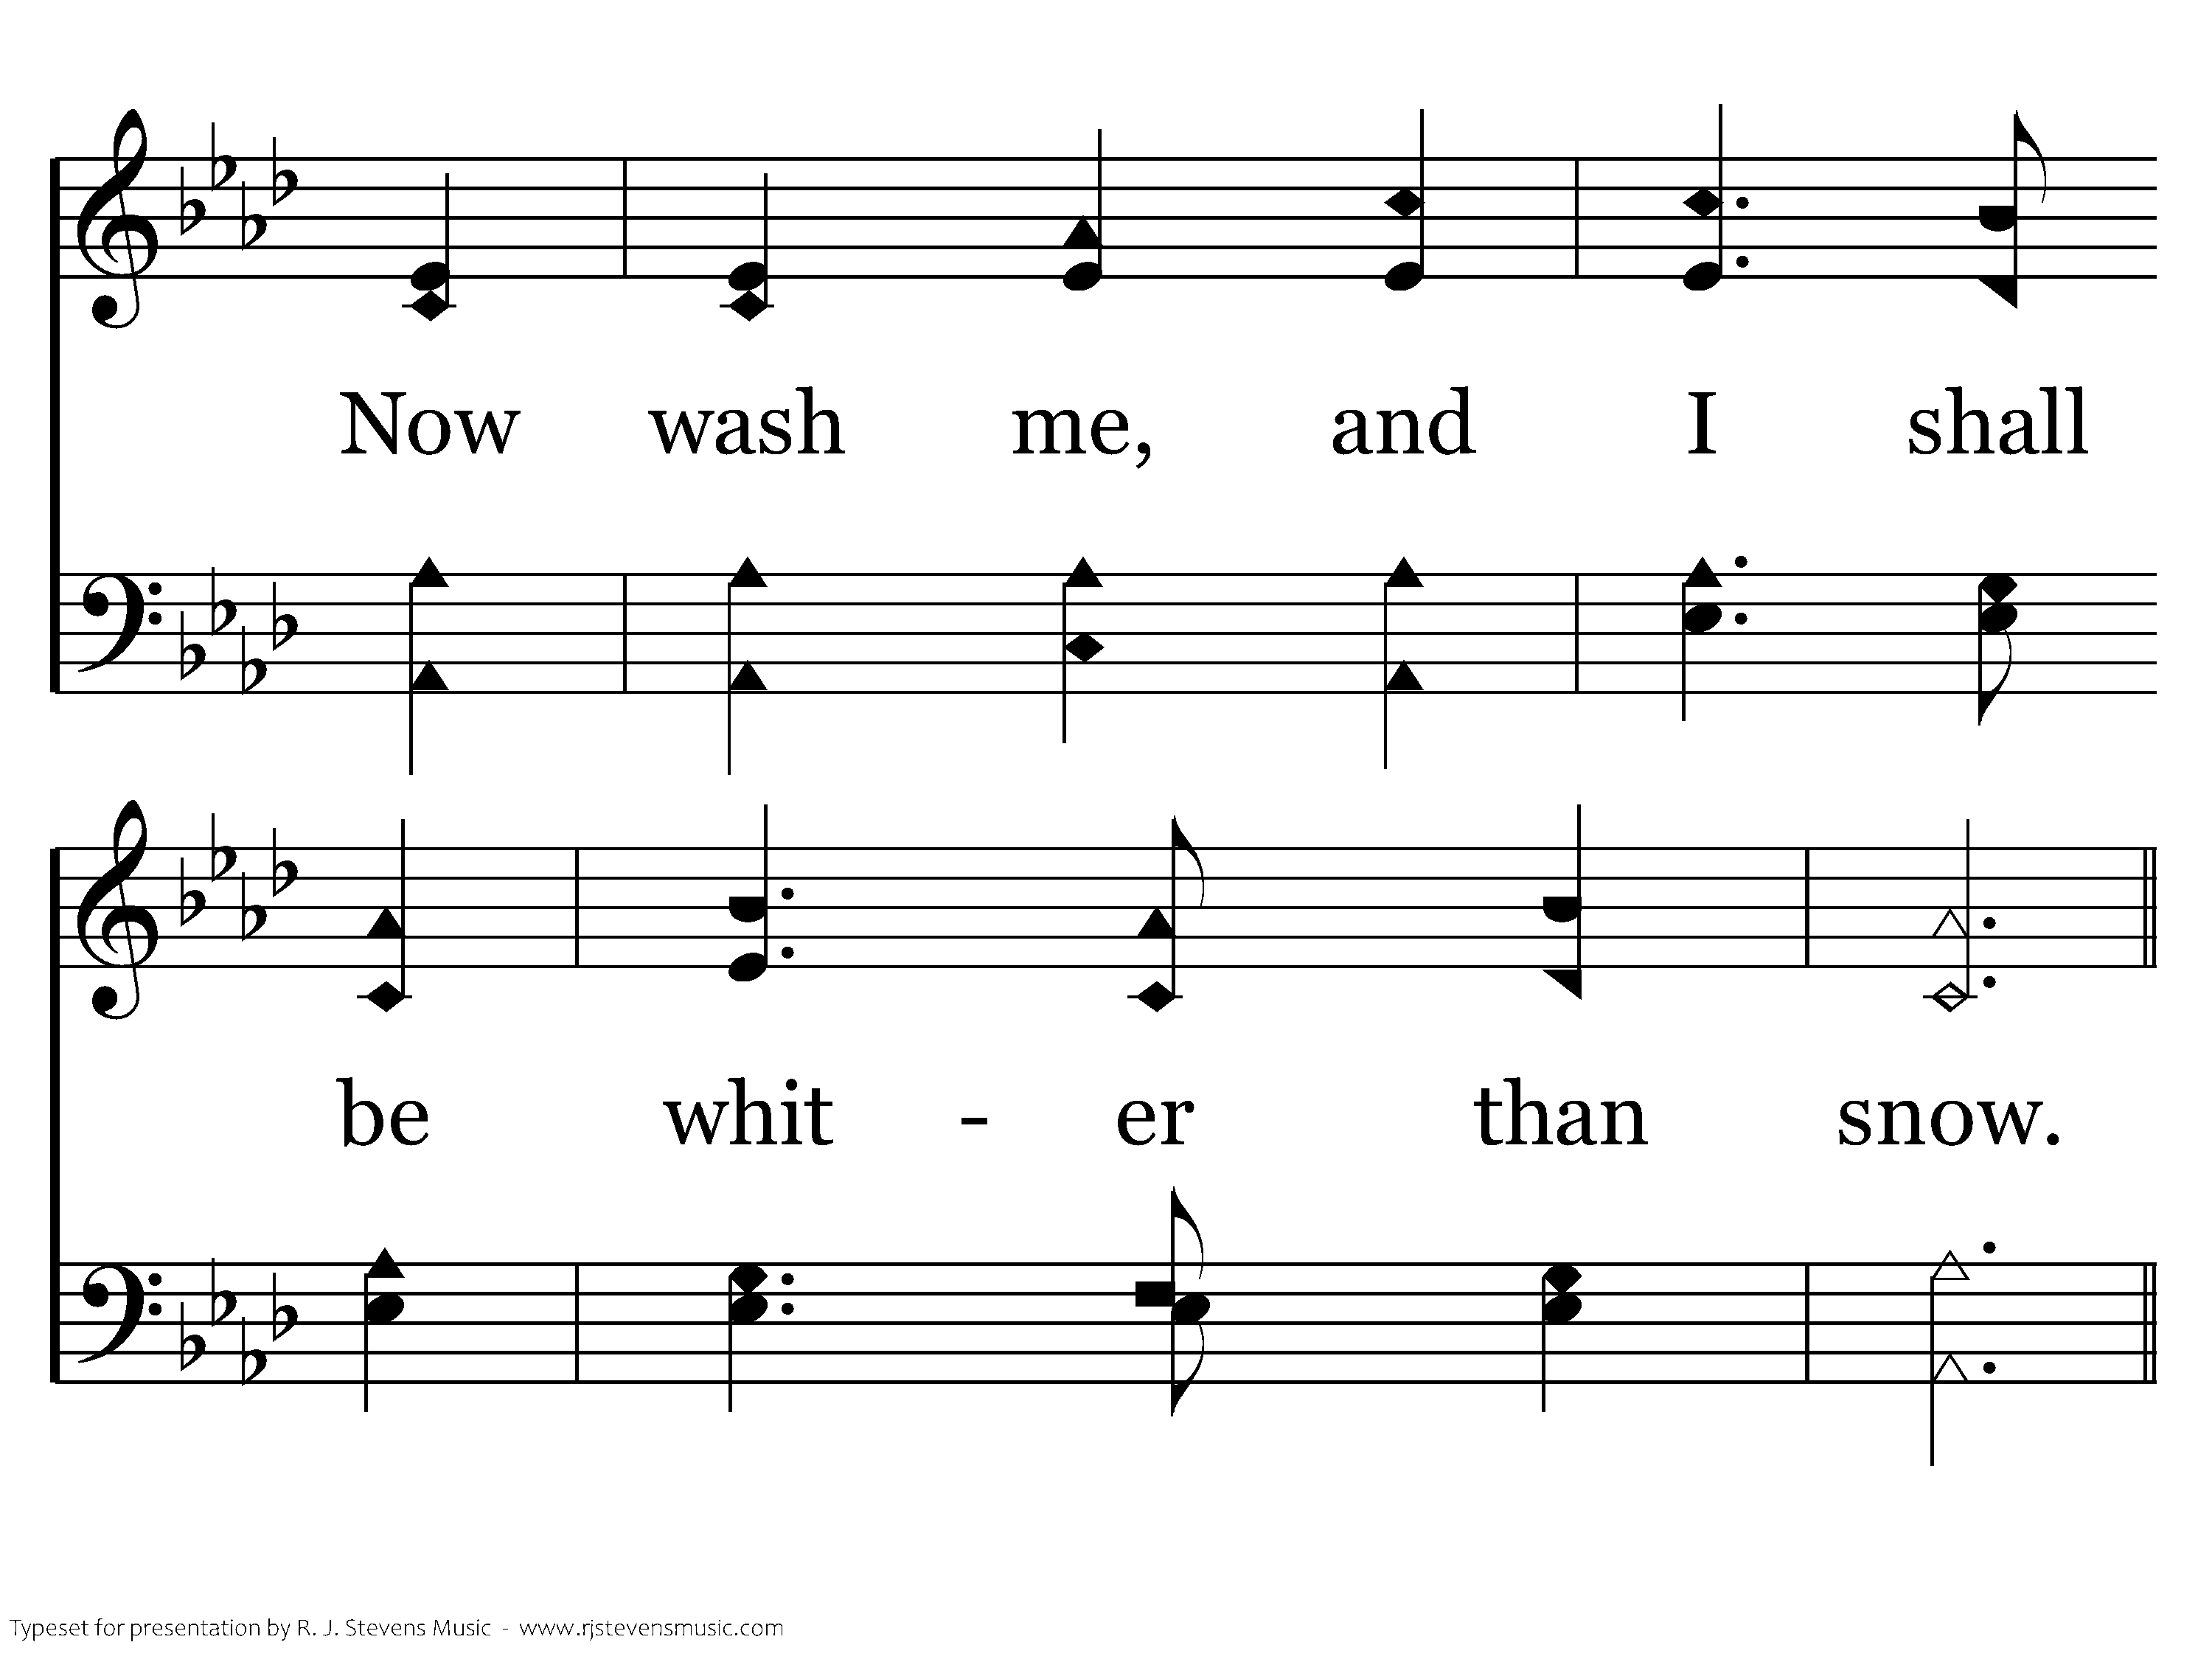 Now wash me, and I shall
be whit - er than snow.
Typeset for presentation by R. J. Stevens Music - www.rjstevensmusic.com